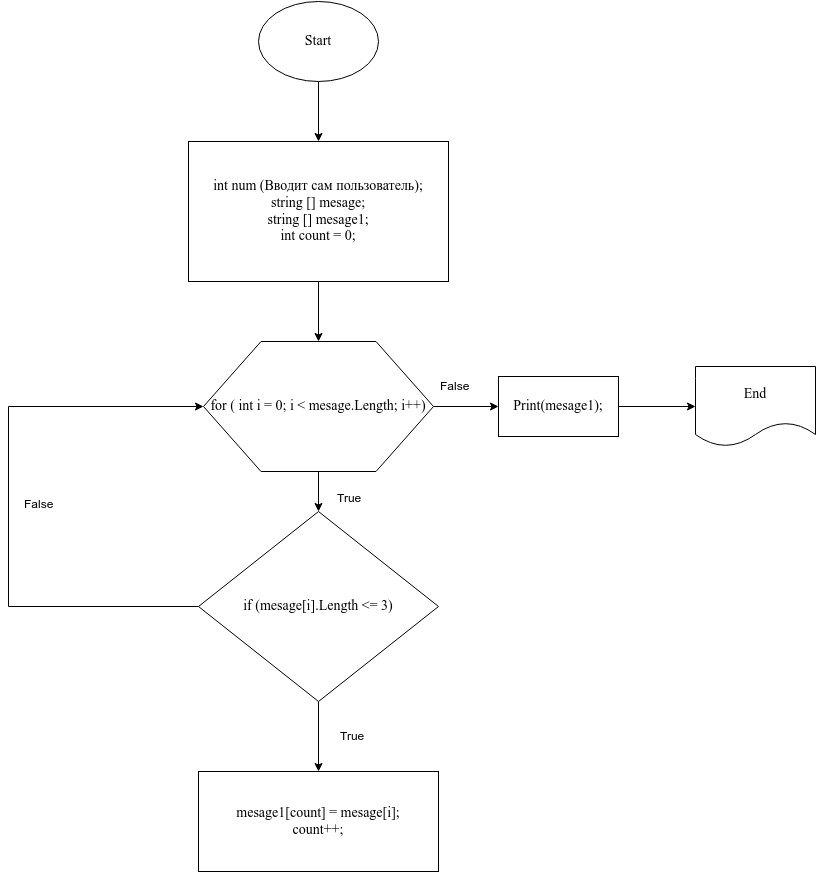 Start
int num (Вводит сам пользователь);
string [] mesage;
string [] mesage1;
int count = 0;
for ( int i = 0; i < mesage.Length; i++)
False
Print(mesage1);
End
True
False
if (mesage[i].Length <= 3)
True
mesage1[count] = mesage[i];
count++;